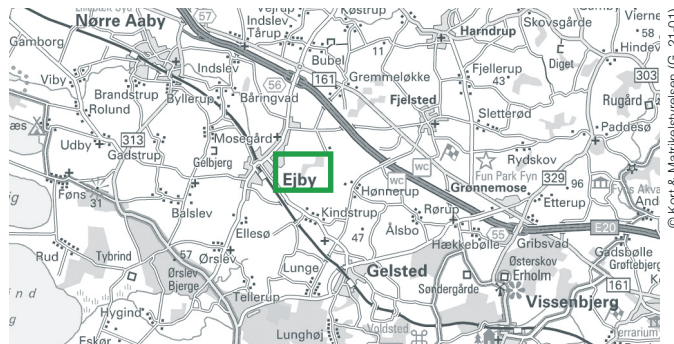 57
Nørre Aaby
Gamborg
Indslev
Tårup
Køstrup
11
Harndrup
Skovsgårde
58
Hindev
Bubel
Diget
Indslev
56
161
Gremmeløkke
Fjellerup
43
303
Viby
Brandstrup
Rolund
Byllerup
Båringvad
Rugård
Fjelsted
Sletterød
Mosegård
Paddesø
Udby
313
Gadstrup
Gelbjerg
Rydskov
WC
Fun Park Fyn
Ejby
WC
Grønnemose
329
96
Føns
31
Hønnerup
Etterup
Balslev
Kindstrup
Rørup
Ålsbo
55
E20
Ellesø
47
Hækkebølle
Gribsvad
Gadsbølle
Rud
Tybrind
57
Ørslev
Østerskov
Grøftebjerg
Ørslev
Bjerge
Lunge
Gelsted
Søndergårde
Erholm
161
Tellerup
Vissenbjerg
Hygind
Voldsted
Lunghøj
Eskør
© Kort & Matrikelstyrelsen (G. 21-01)